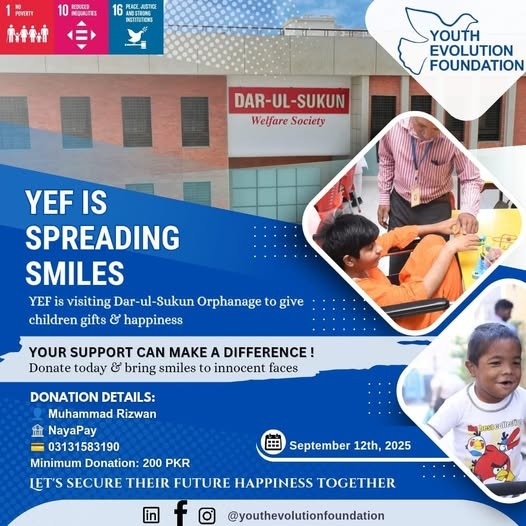 1 NO POVERTY
10 REDUCED INEQUALITIES
16 PEACE, JUSTICE AND STRONG INSTITUTIONS
YOUTH
EVOLUTION
FOUNDATION
DAR-UL-SUKUN
Welfare Society
YEF IS
SPREADING
SMILES
YEF is visiting Dar-ul-Sukun Orphanage to give
children gifts & happiness
YOUR SUPPORT CAN MAKE A DIFFERENCE !
Donate today & bring smiles to innocent faces
DONATION DETAILS:
Muhammad Rizwan
NayaPay
03131583190
Minimum Donation: 200 PKR
September 12th, 2025
LET'S SECURE THEIR FUTURE HAPPINESS TOGETHER
@youthevolutionfoundation